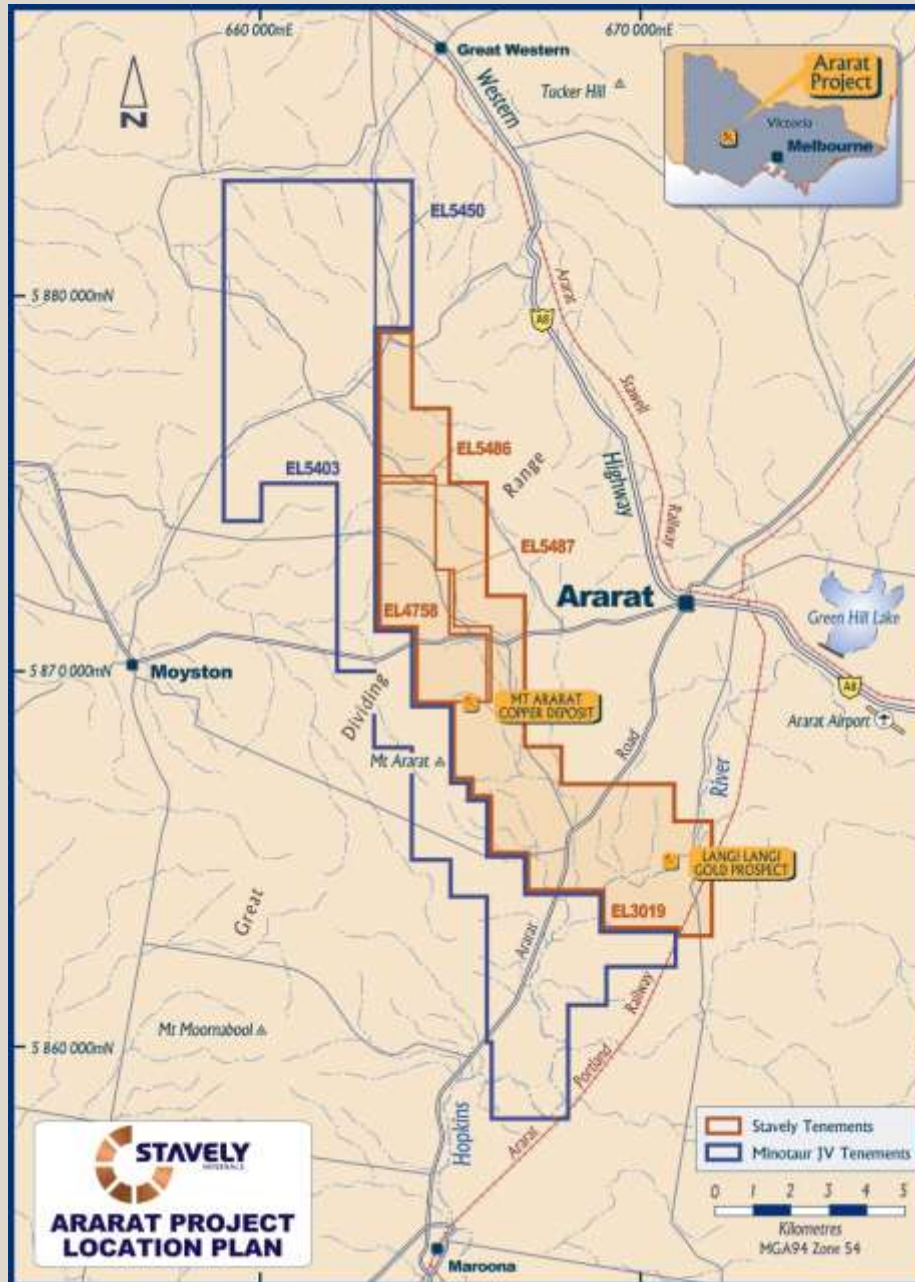 660 000mE
670 000mE
Great Western
Western
Tucker Hill
Ararat
Project
Victoria
Melbourne
N
EL5450
5 880 000mN
Ararat
A8
Stawell
EL5486
EL5403
Range
Highway
Railway
EL5487
Ararat
EL4758
Green Hill Lake
5 870 000mN
Moyston
Dividing
MT ARARAT
COPPER DEPOSIT
A8
Ararat Airport
Road
Mt Ararat
River
LANGI LANGI
GOLD PROSPECT
Great
EL3019
Ararat
Mt Moornabool
Railway
5 860 000mN
Portland
Ararat
Hopkins
Stavely Tenements
Minotaur JV Tenements
STAVELY
MINERALS
0 1 2 3 4 5
Kilometres
MGA94 Zone 54
ARARAT PROJECT
LOCATION PLAN
Maroona